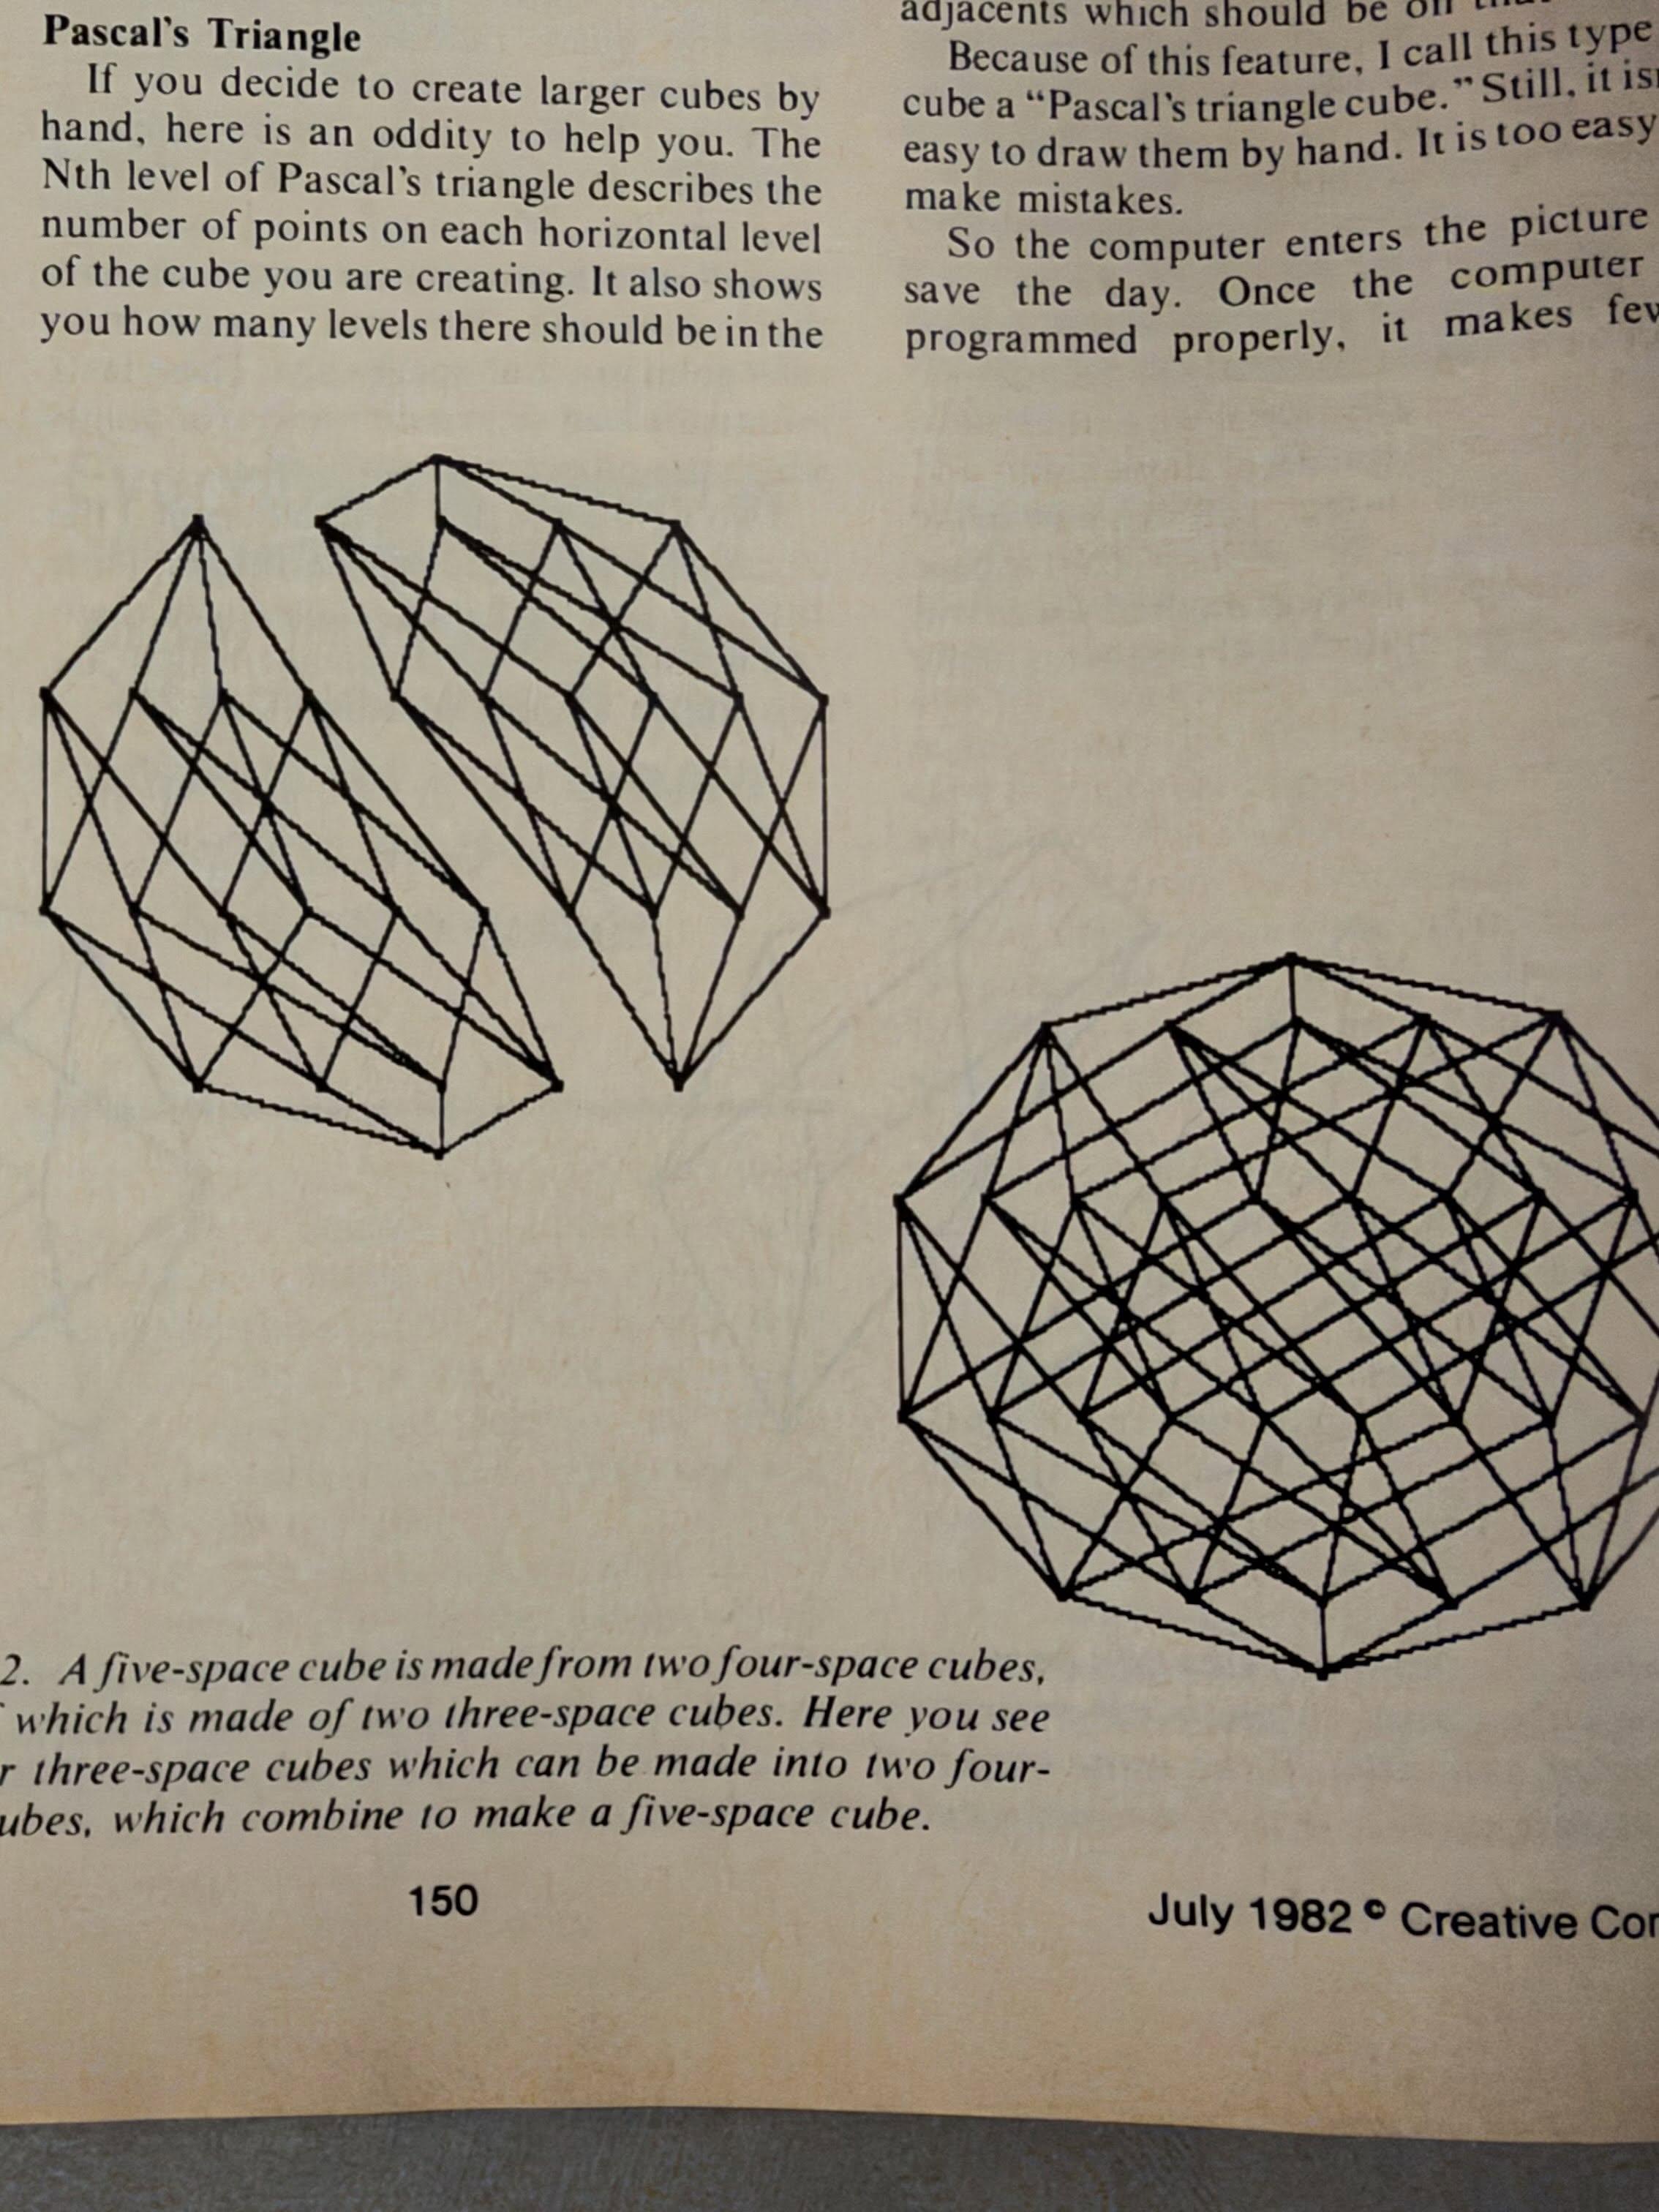 Pascal's Triangle
If you decide to create larger cubes by
hand, here is an oddity to help you. The
Nth level of Pascal's triangle describes the
number of points on each horizontal level
of the cube you are creating. It also shows
you how many levels there should be in the
adjacents which should be on
Because of this feature, I call this type
cube a “Pascal's triangle cube.” Still, it
easy to draw them by hand. It is too easy
make mistakes.
So the computer enters the picture
save the day. Once the computer
programmed properly, it makes
2. A five-space cube is made from two four-space cubes,
which is made of two three-space cubes. Here you see
three-space cubes which can be made into two four-
ubes, which combine to make a five-space cube.
150
July 1982 © Creative